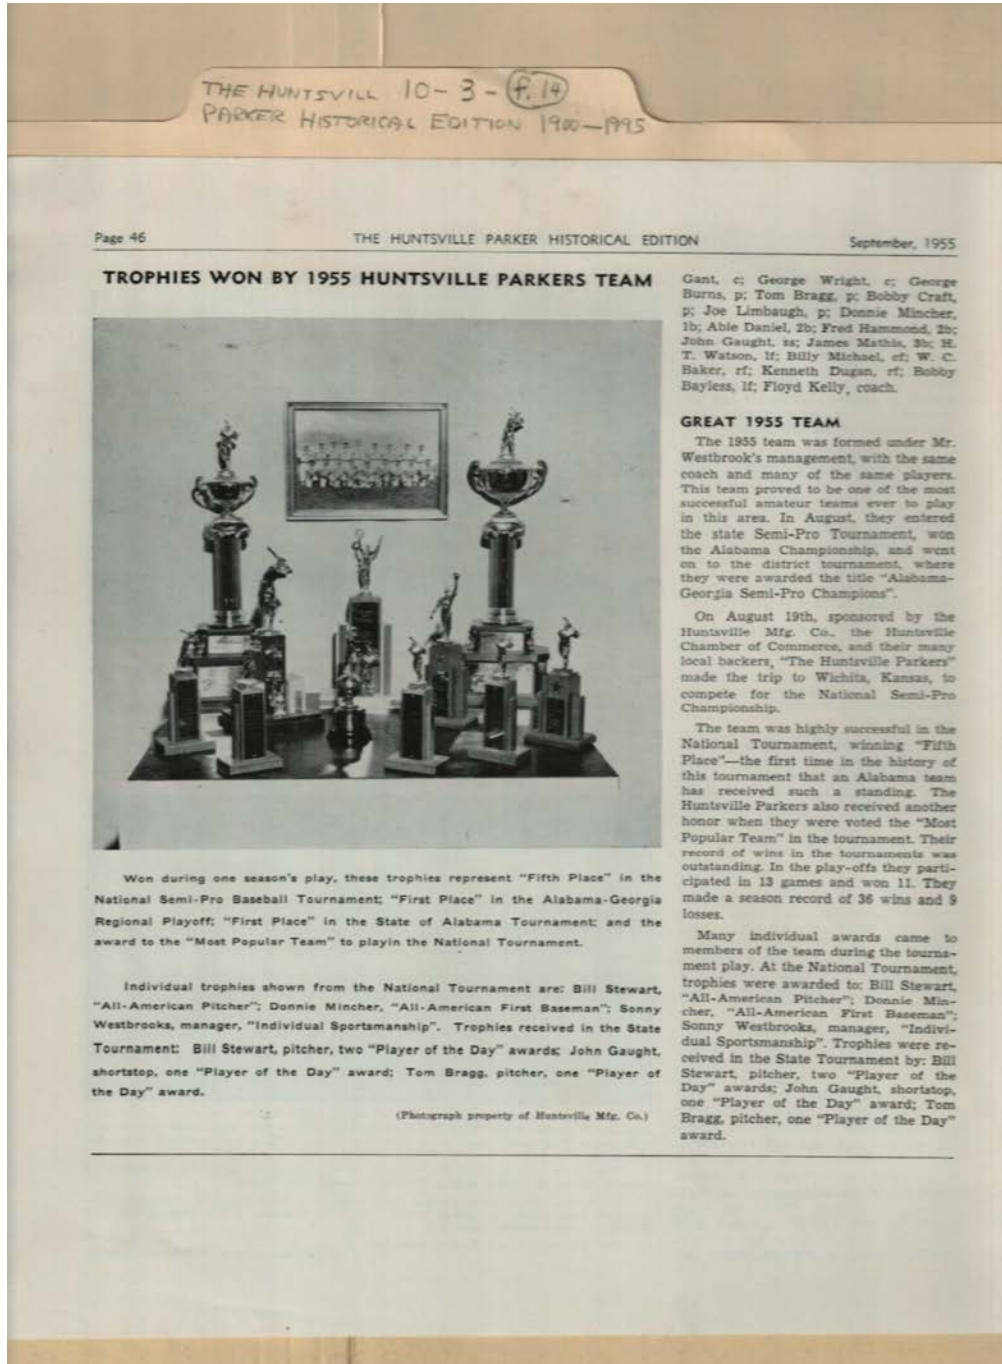 THE HUNTSVILL 10-3-f.14
PARKER HISTORICAL EDITION 1900-1995
Page 46
THE HUNTSVILLE PARKER HISTORICAL EDITION
September, 1955
TROPHIES WON BY 1955 HUNTSVILLE PARKERS TEAM
Won during one season's play, these trophies represent "Fifth Place" in the
National Semi-Pro Baseball Tournament; "First Place" in the Alabama-Georgia
Regional Playoff; "First Place" in the State of Alabama Tournament; and the
award to the "Most Popular Team" to playin the National Tournament.
Individual trophies shown from the National Tournament are: Bill Stewart,
"All-American Pitcher"; Donnie Mincher, "All-American First Baseman"; Sonny
Westbrooks, manager, "Individual Sportsmanship". Trophies received in the State
Tournament: Bill Stewart, pitcher, two "Player of the Day" awards; John Gaught,
shortstop, one "Player of the Day" award; Tom Bragg, pitcher, one "Player of
the Day" award.
(Photograph property of Huntsville Mfg. Co.)
Gant, c; George Wright, c; George
Burns, p; Tom Bragg, p; Bobby Craft,
p; Joe Limbaugh, p; Donnie Mincher,
1b; Able Daniel, 2b; Fred Hammond, 2b;
John Gaught, ss; James Mathis, 3b; H.
T. Watson, lf; Billy Michael, cf; W. C.
Baker, rf; Kenneth Dugan, rf; Bobby
Bayless, lf; Floyd Kelly, coach.
GREAT 1955 TEAM
The 1955 team was formed under Mr.
Westbrook's management, with the same
coach and many of the same players.
This team proved to be one of the most
successful amateur teams ever to play
in this area. In August, they entered
the state Semi-Pro Tournament, won
the Alabama Championship, and went
on to the district tournament, where
they were awarded the title "Alabama-
Georgia Semi-Pro Champions".
On August 19th, sponsored by the
Huntsville Mfg. Co., the Huntsville
Chamber of Commerce, and their many
local backers, "The Huntsville Parkers"
made the trip to Wichita, Kansas, to
compete for the National Semi-Pro
Championship.
The team was highly successful in the
National Tournament, winning "Fifth
Place"—the first time in the history of
this tournament that an Alabama team
has received such a standing. The
Huntsville Parkers also received another
honor when they were voted the "Most
Popular Team" in the tournament. Their
record of wins in the tournaments was
outstanding. In the play-offs they parti-
cipated in 13 games and won 11. They
made a season record of 36 wins and 9
losses.
Many individual awards came to
members of the team during the tourna-
ment play. At the National Tournament,
trophies were awarded to: Bill Stewart,
"All-American Pitcher"; Donnie Min-
cher, "All-American First Baseman";
Sonny Westbrooks, manager, "Indivi-
dual Sportsmanship". Trophies were re-
ceived in the State Tournament by: Bill
Stewart, pitcher, two "Player of the
Day" awards; John Gaught, shortstop,
one "Player of the Day" award; Tom
Bragg, pitcher, one "Player of the Day"
award.